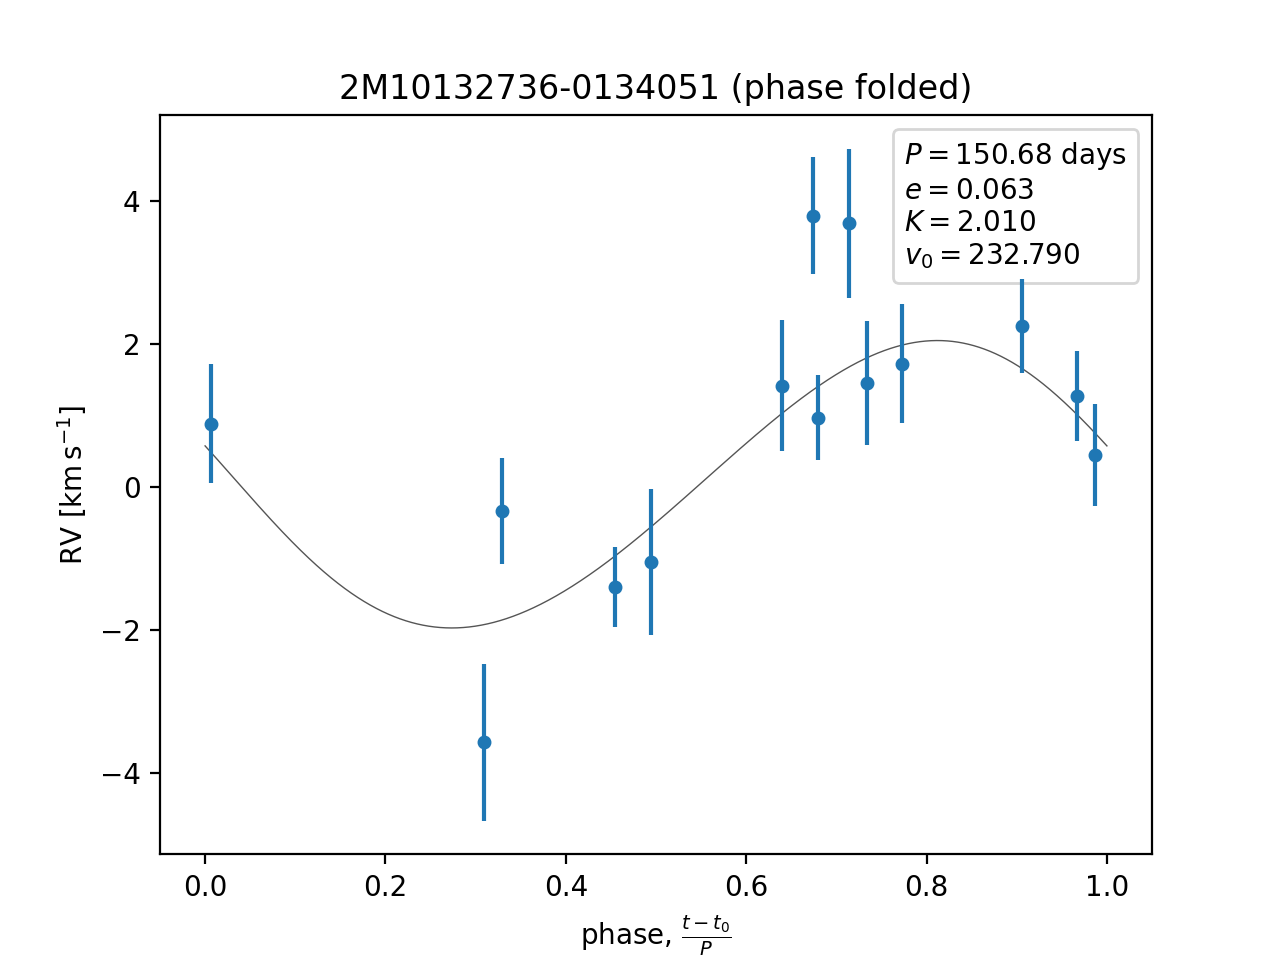 2M10132736-0134051 (phase folded)
P = 150.68 days
e = 0.063
K = 2.010
v₀ = 232.790
4
2
0
−2
−4
RV [km s⁻¹]
0.0 0.2 0.4 0.6 0.8 1.0
phase, (t − t₀)/P